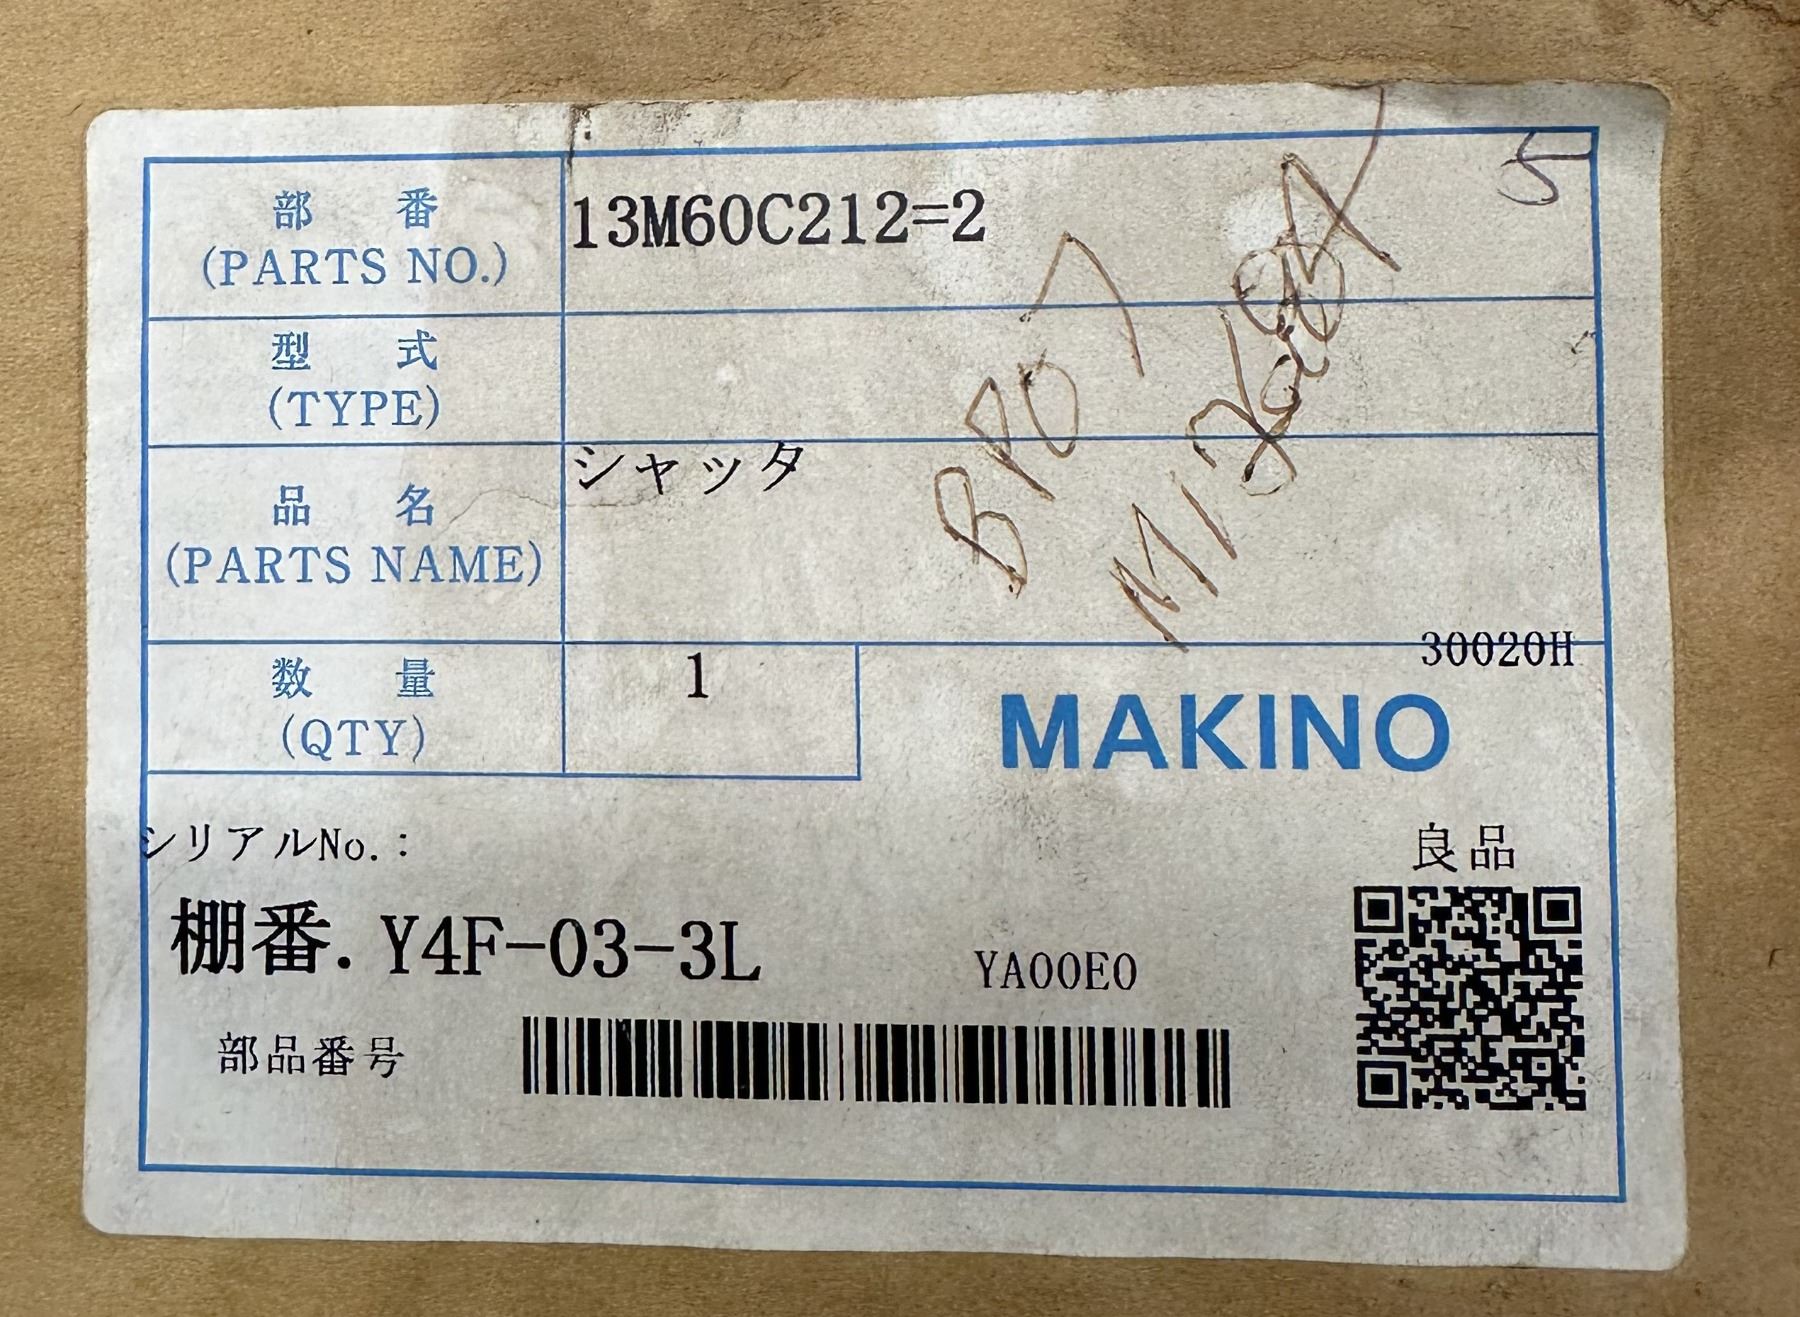 部 番
(PARTS NO.)
13M60C212=2
5
型 式
(TYPE)
品 名
(PARTS NAME)
シャッタ
30020H
数 量
(QTY)
1
MAKINO
シリアルNo.:
良品
棚番.Y4F-03-3L
YA00E0
部品番号